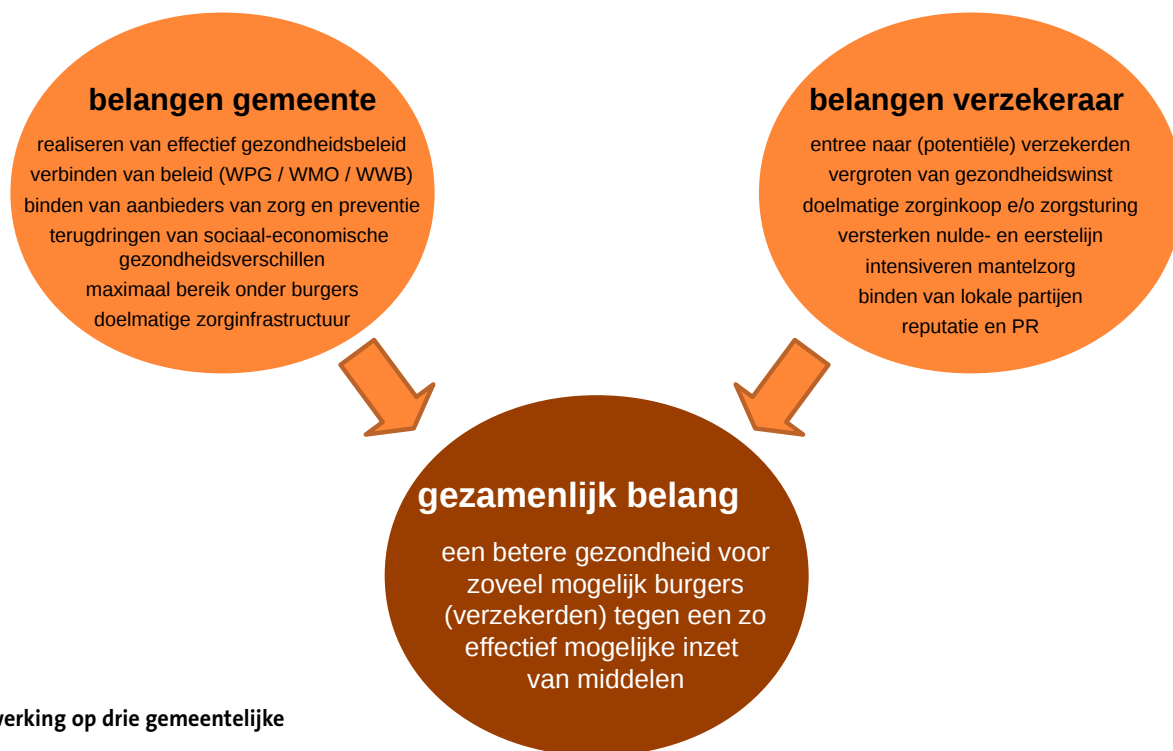 belangen gemeente
realiseren van effectief gezondheidsbeleid
verbinden van beleid (WPG / WMO / WWB)
binden van aanbieders van zorg en preventie
terugdringen van sociaal-economische
gezondheidsverschillen
maximaal bereik onder burgers
doelmatige zorginfrastructuur
belangen verzekeraar
entree naar (potentiële) verzekerden
vergroten van gezondheidswinst
doelmatige zorginkoop e/o zorgsturing
versterken nulde- en eerstelijn
intensiveren mantelzorg
binden van lokale partijen
reputatie en PR
gezamenlijk belang
een betere gezondheid voor
zoveel mogelijk burgers
(verzekerden) tegen een zo
effectief mogelijke inzet
van middelen
werking op drie gemeentelijke